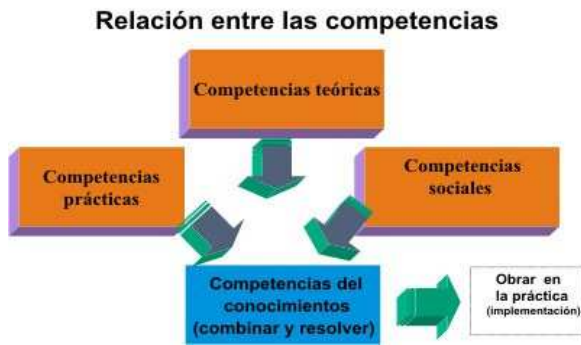 Relación entre las competencias
Competencias teóricas
Competencias
prácticas
Competencias
sociales
Competencias del
conocimientos
(combinar y resolver)
Obrar en
la práctica
(implementación)